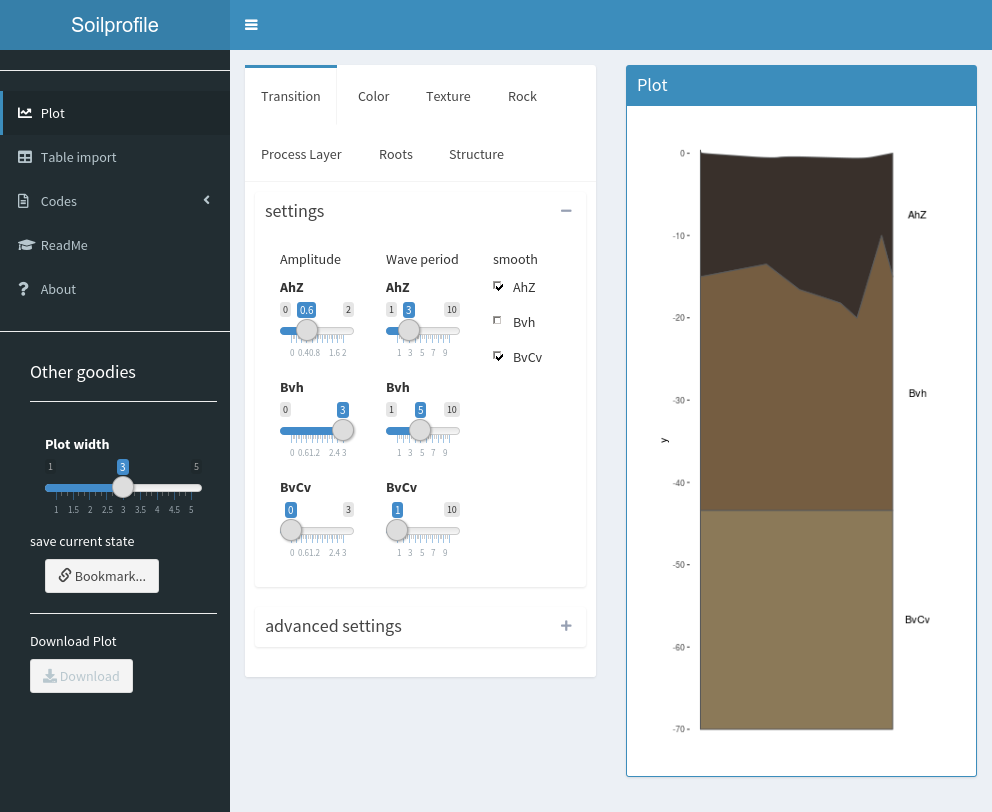 Soilprofile
Plot
Table import
Codes
ReadMe
About
Other goodies
Plot width
1 3 5
1 1.5 2 2.5 3 3.5 4 4.5 5
save current state
Bookmark...
Download Plot
Download
Transition Color Texture Rock
Process Layer Roots Structure
settings
Amplitude Wave period smooth
AhZ AhZ AhZ
0 0.6 2 1 3 10
0 0.40.8 1.6 2 1 3 5 7 9
Bvh
BvCv
Bvh Bvh
0 3 1 5 10
0 0.61.2 2.4 3 1 3 5 7 9
BvCv BvCv
0 3 1 10
0 0.61.2 2.4 3 1 3 5 7 9
advanced settings
Plot
0
-10
-20
-30
-40
-50
-60
-70
y
AhZ
Bvh
BvCv